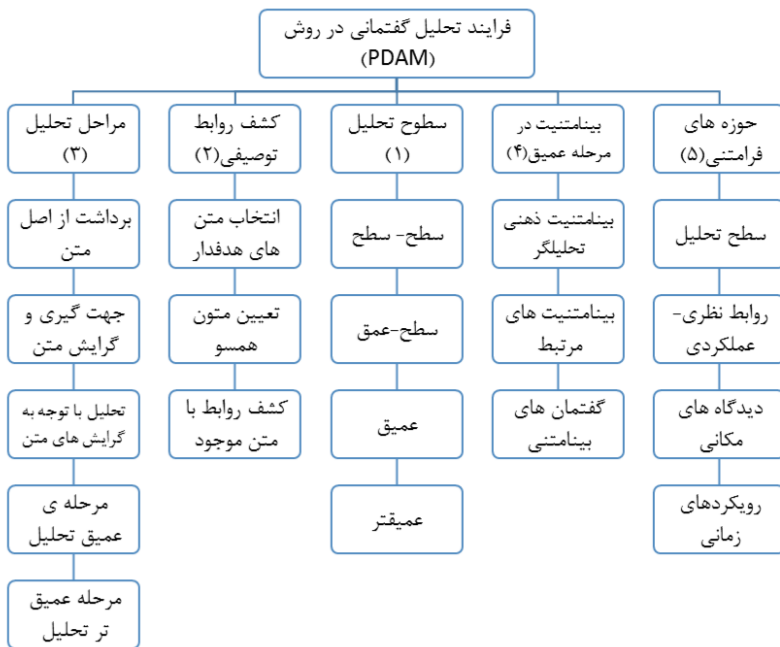 فرایند تحلیل گفتمانی در روش
(PDAM)
حوزه های
فرامتنی(۵)
سطح تحلیل
روابط نظری-
عملکردی
دیدگاه های
مکانی
رویکردهای
زمانی
بینامتنیت در
مرحله عمیق(۴)
بینامتنیت ذهنی
تحلیلگر
بینامتنیت های
مرتبط
گفتمان های
بینامتنی
سطوح تحلیل
(۱)
سطح- سطح
سطح-عمق
عمیق
عمیقتر
کشف روابط
توصیفی(۲)
انتخاب متن
های هدفدار
تعیین متون
همسو
کشف روابط با
متن موجود
مراحل تحلیل
(۳)
برداشت از اصل
متن
جهت گیری و
گرایش متن
تحلیل با توجه به
گرایش های متن
مرحله ی
عمیق تحلیل
مرحله عمیق
تر تحلیل